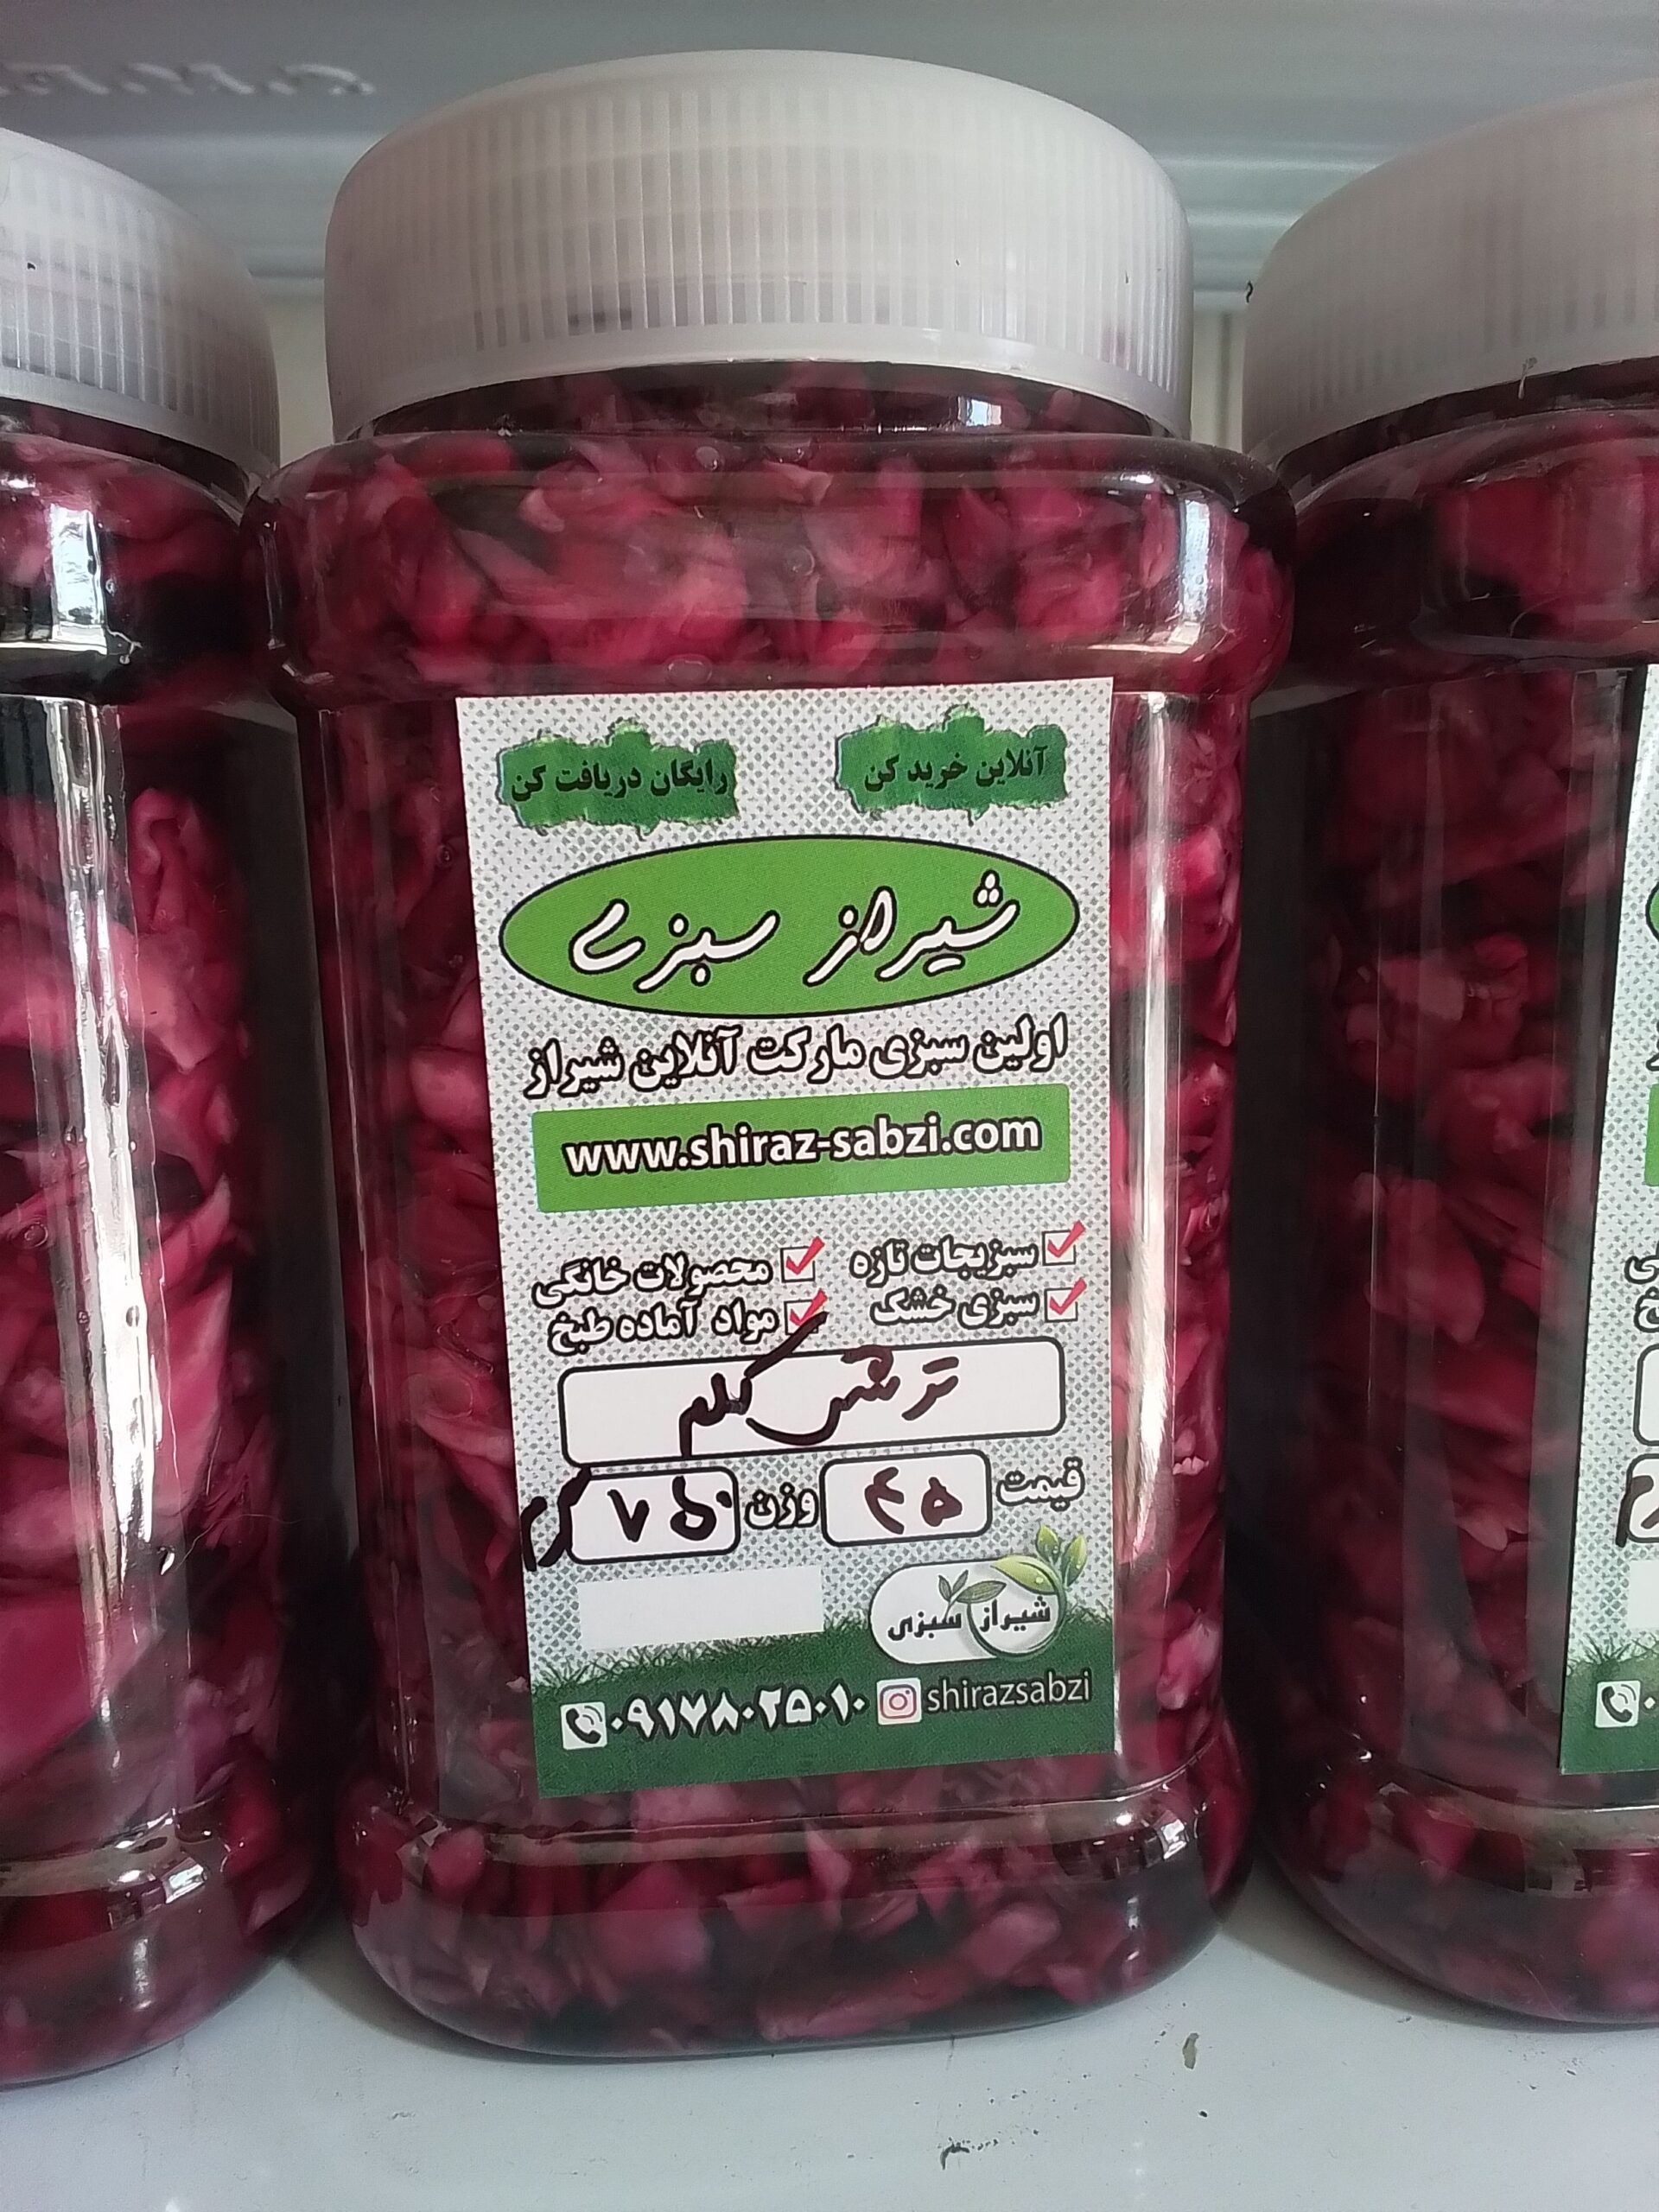 آنلاین خرید کن
رایگان دریافت کن
شیراز سبزی
اولین سبزی مارکت آنلاین شیراز
www.shiraz-sabzi.com
سبزیجات تازه
محصولات خانگی
سبزی خشک
مواد آماده طبخ
ترشی کلم
قیمت ۴۵ وزن ۷۵۰ گرم
شیراز سبزی
۰۹۱۷۸۰۲۵۰۱۰ shirazsabzi